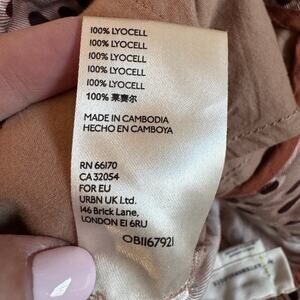 100% LYOCELL
100% LYOCELL
100% LYOCELL
100% LYOCELL
100% LYOCELL
100% 莱赛尔
MADE IN CAMBODIA
HECHO EN CAMBOYA
RN 66170
CA 32054
FOR EU
URBN UK Ltd.
146 Brick Lane,
LONDON E1 6RU
OB1167921